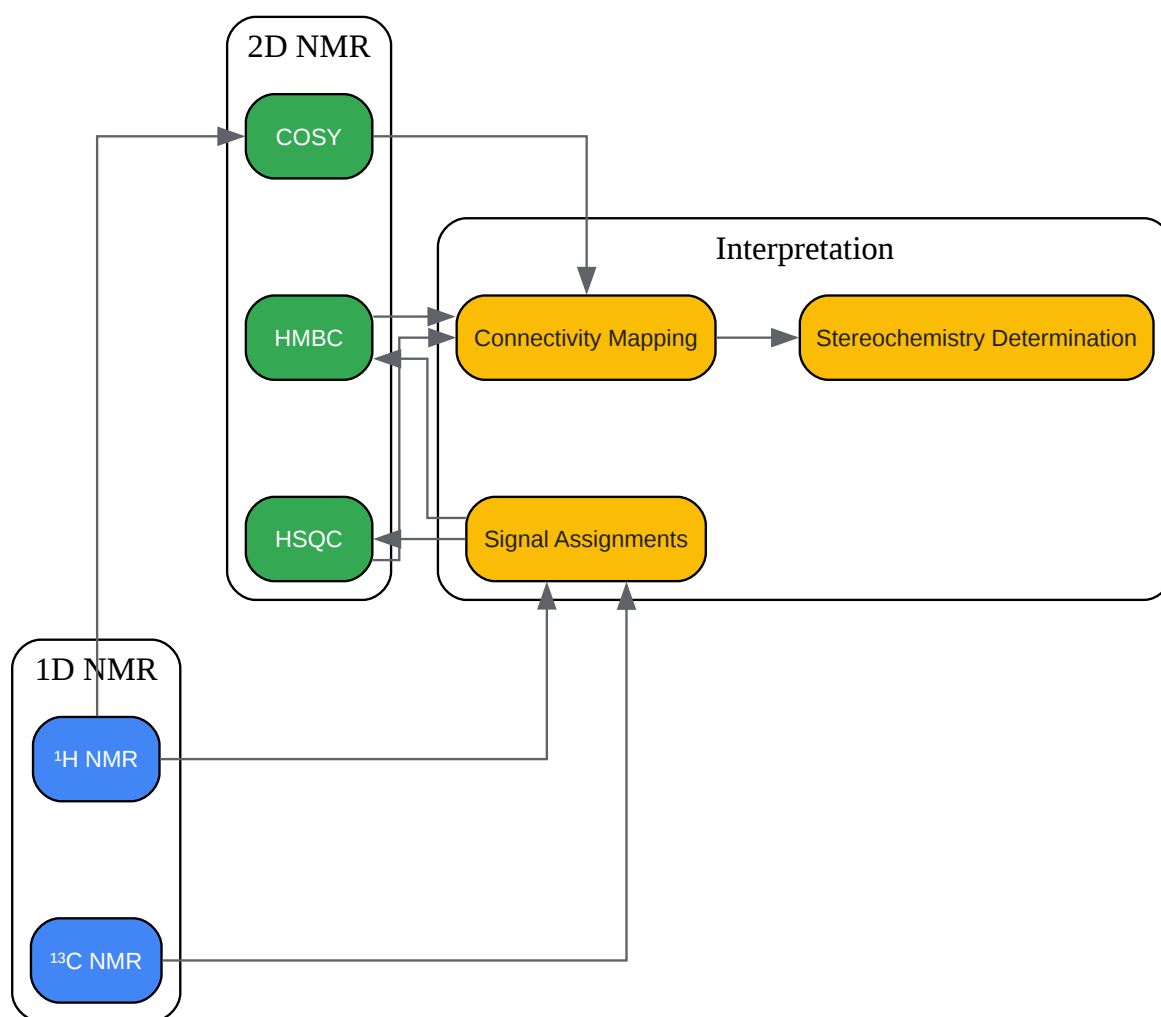 2D NMR
COSY
Interpretation
HMBC
Connectivity Mapping
Stereochemistry Determination
HSQC
Signal Assignments
1D NMR
¹H NMR
¹³C NMR